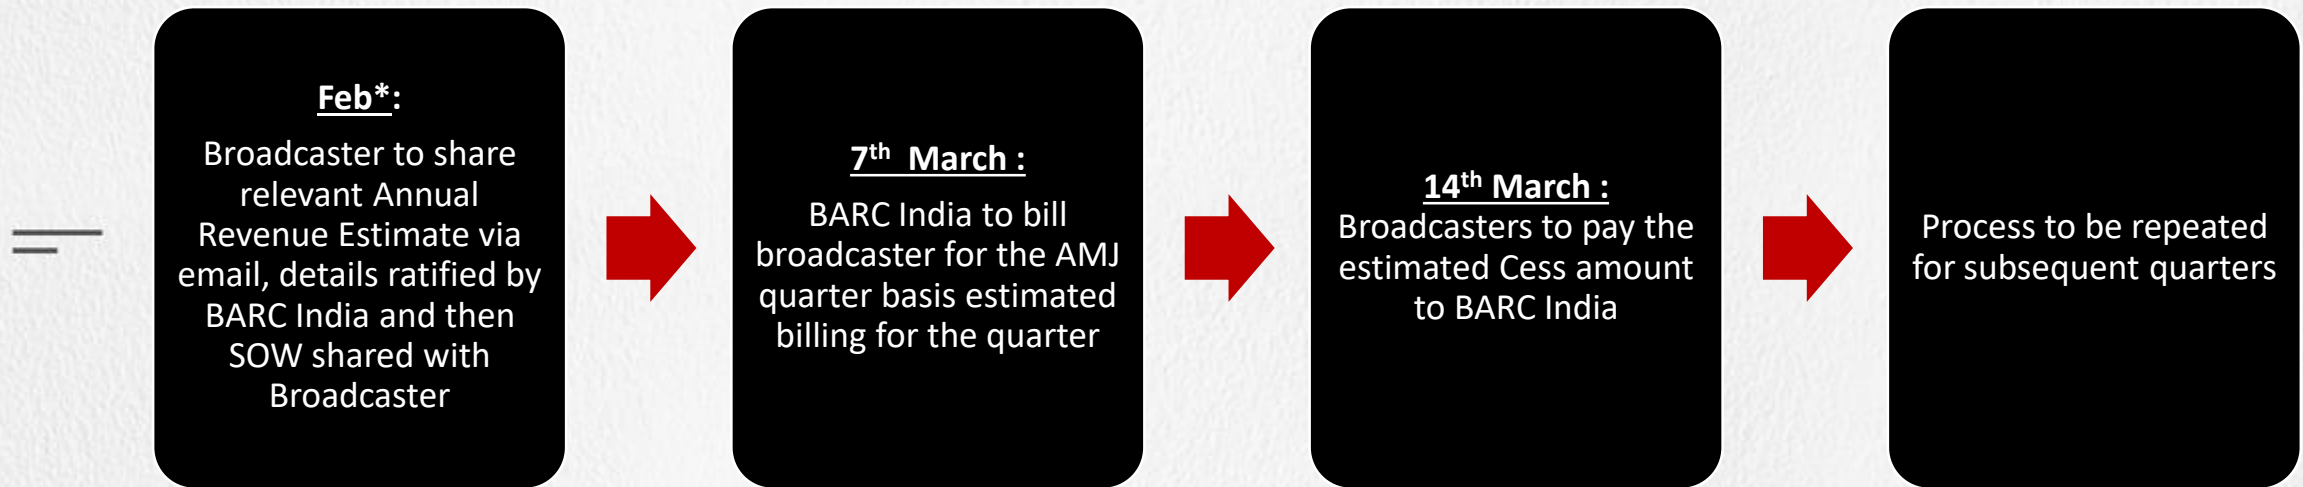 Feb*:
Broadcaster to share
relevant Annual
Revenue Estimate via
email, details ratified by
BARC India and then
SOW shared with
Broadcaster
7th March :
BARC India to bill
broadcaster for the AMJ
quarter basis estimated
billing for the quarter
14th March :
Broadcasters to pay the
estimated Cess amount
to BARC India
Process to be repeated
for subsequent quarters